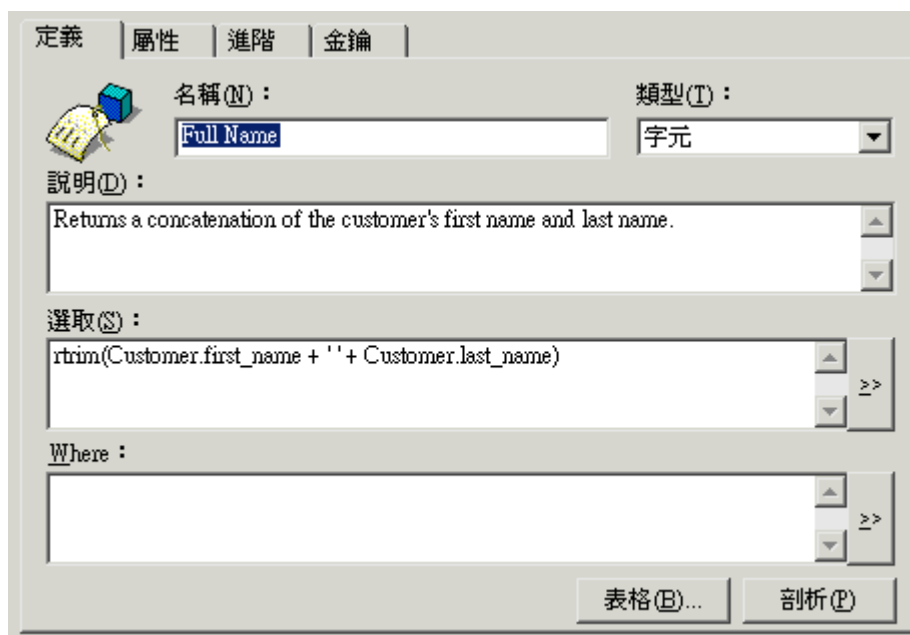 定義 屬性 進階 金鑰
名稱(N)： 類型(T)：
Full Name 字元
說明(D)：
Returns a concatenation of the customer's first name and last name.
選取(S)：
rtrim(Customer.first_name + ' '+ Customer.last_name)
>>
Where：
>>
表格(B)... 剖析(P)